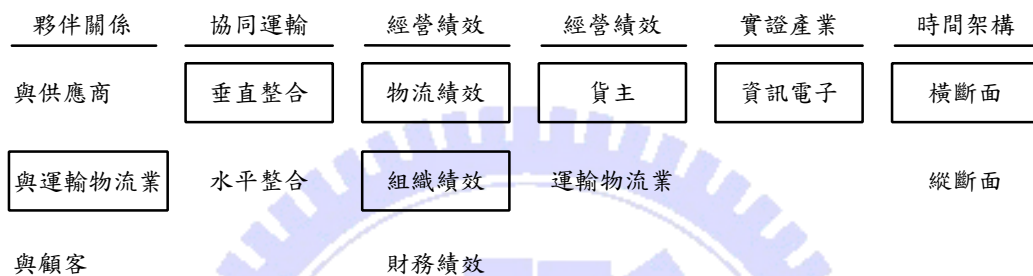 夥伴關係 協同運輸 經營績效 經營績效 實證產業 時間架構
與供應商 垂直整合 物流績效 貨主 資訊電子 橫斷面
與運輸物流業 水平整合 組織績效 運輸物流業 縱斷面
與顧客 財務績效